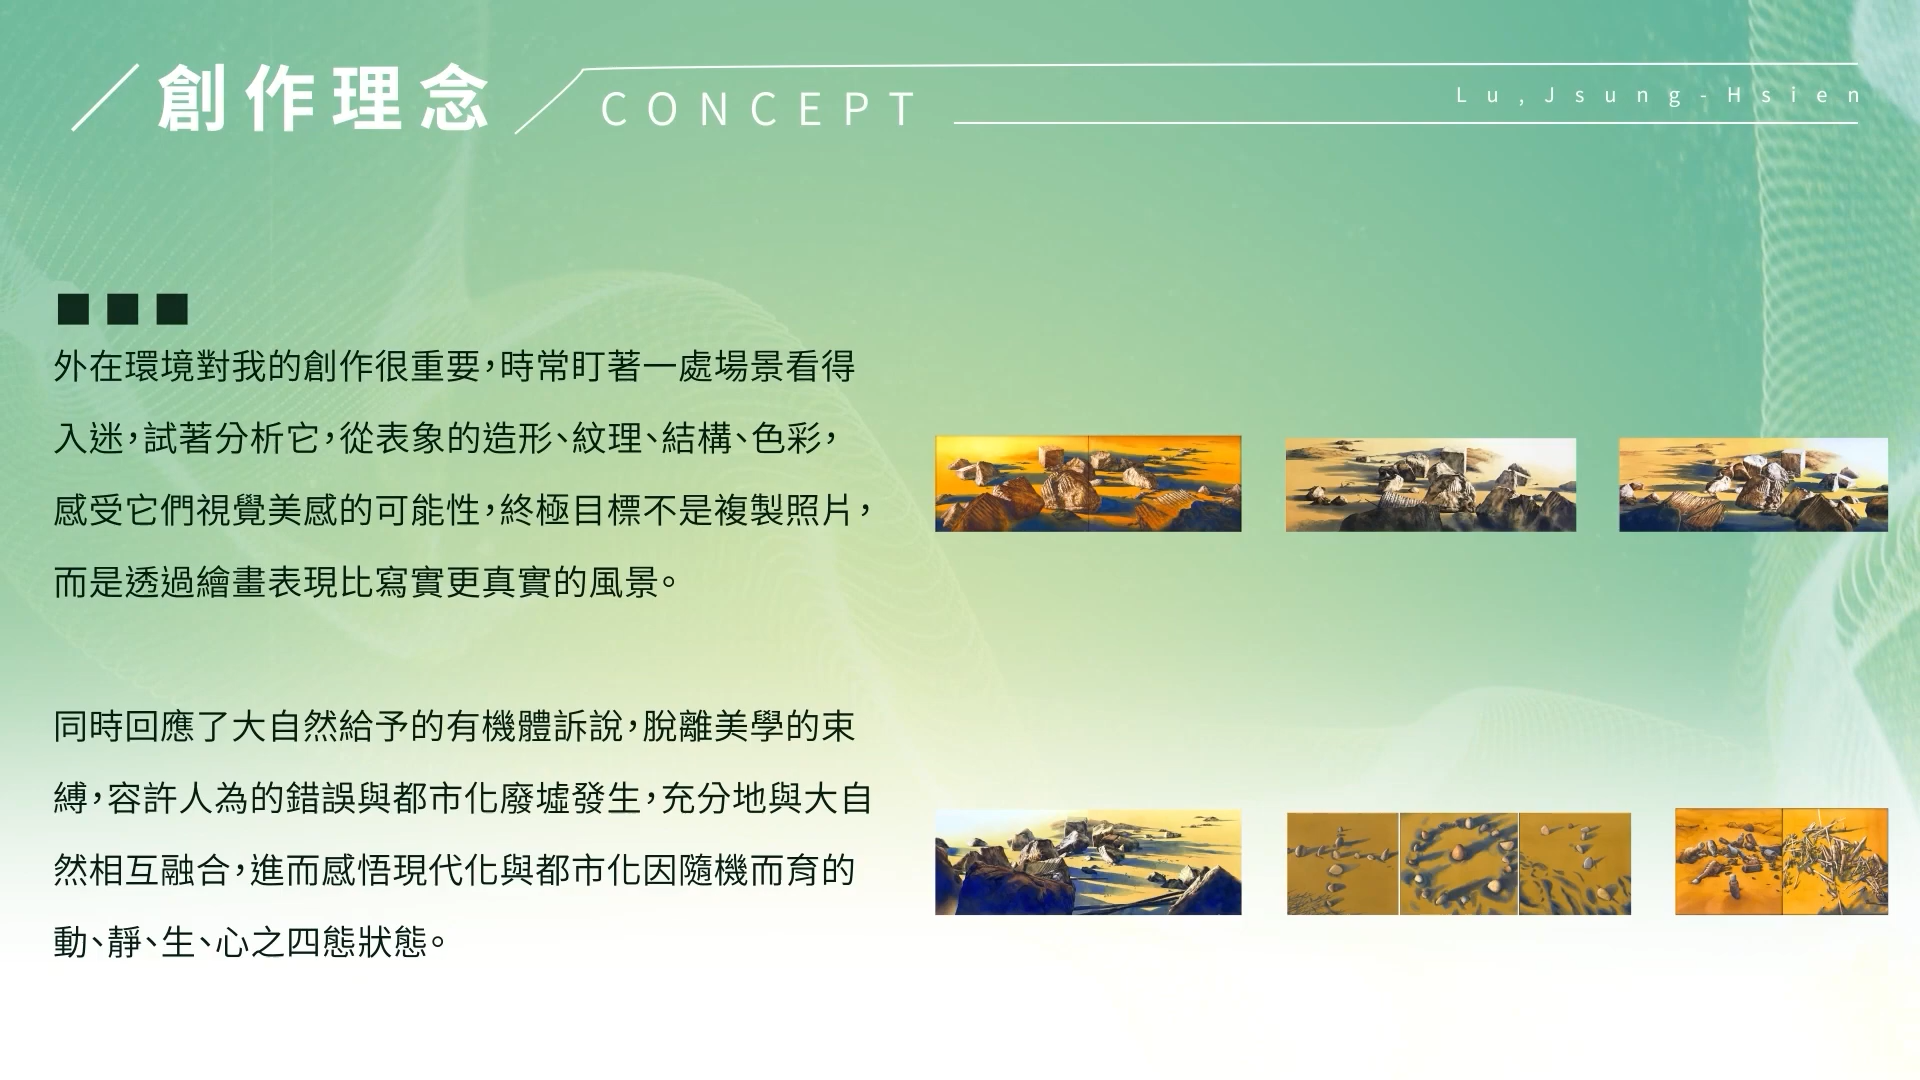 創作理念
CONCEPT
Lu,Jsung-Hsien
外在環境對我的創作很重要,時常盯著一處場景看得
入迷,試著分析它,從表象的造形、紋理、結構、色彩,
感受它們視覺美感的可能性,終極目標不是複製照片,
而是透過繪畫表現比寫實更真實的風景。
同時回應了大自然給予的有機體訴說,脫離美學的束
縛,容許人為的錯誤與都市化廢墟發生,充分地與大自
然相互融合,進而感悟現代化與都市化因隨機而育的
動、靜、生、心之四態狀態。